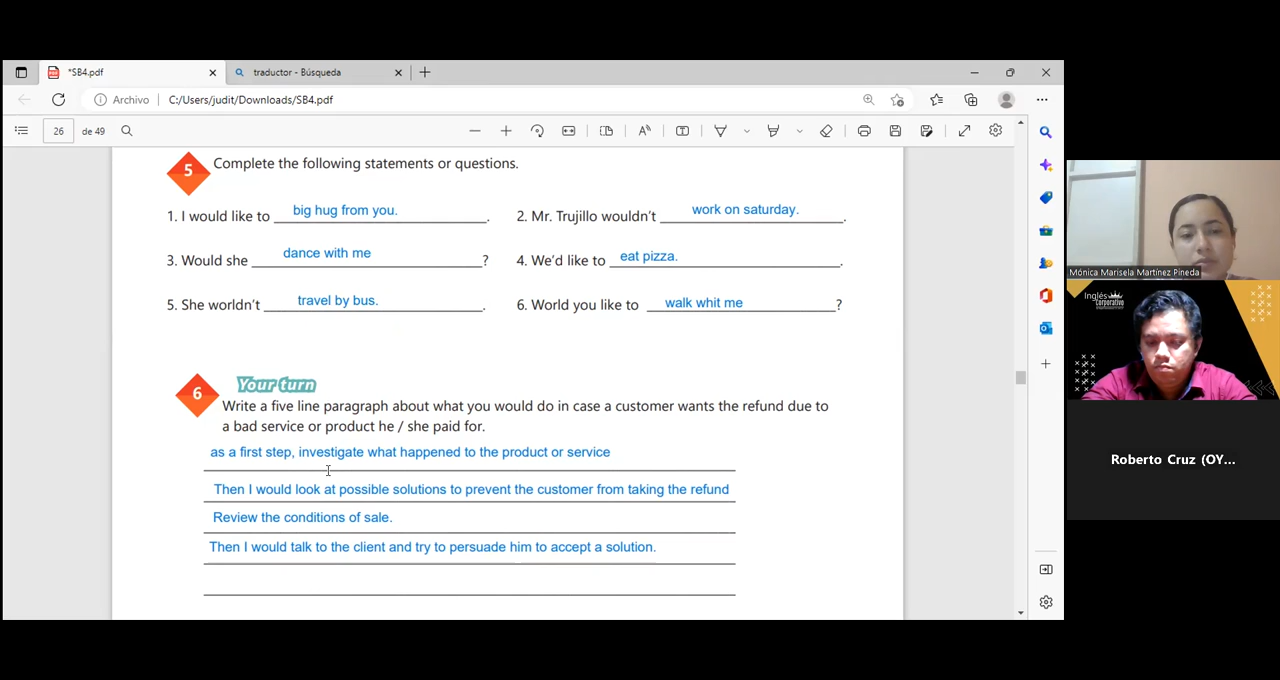 *SB4.pdf
traductor - Búsqueda
Archivo | C:/Users/judit/Downloads/SB4.pdf
26 de 49
5 Complete the following statements or questions.
1. I would like to big hug from you. .
2. Mr. Trujillo wouldn't work on saturday. .
3. Would she dance with me ?
4. We'd like to eat pizza. .
5. She worldn't travel by bus. .
6. World you like to walk whit me ?
6 Your turn
Write a five line paragraph about what you would do in case a customer wants the refund due to
a bad service or product he / she paid for.
as a first step, investigate what happened to the product or service
Then I would look at possible solutions to prevent the customer from taking the refund
Review the conditions of sale.
Then I would talk to the client and try to persuade him to accept a solution.
Mónica Marisela Martínez Pineda
Inglés
Corporativo
Roberto Cruz (OY...